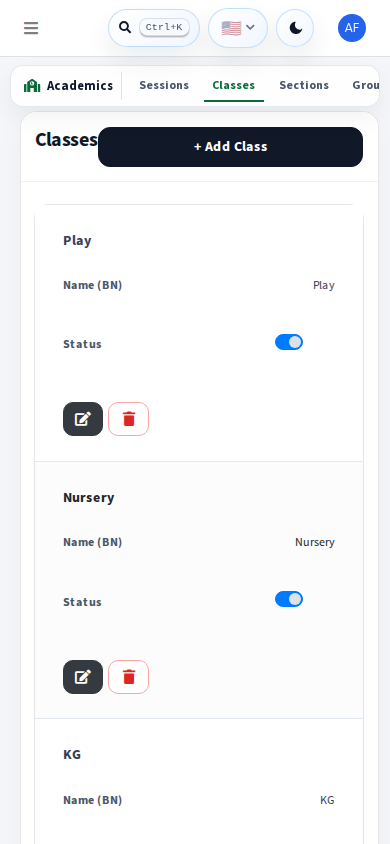 Ctrl+K
AF
Academics
Sessions
Classes
Sections
Grou
Classes
+ Add Class
Play
Name (BN)
Play
Status
Nursery
Name (BN)
Nursery
Status
KG
Name (BN)
KG